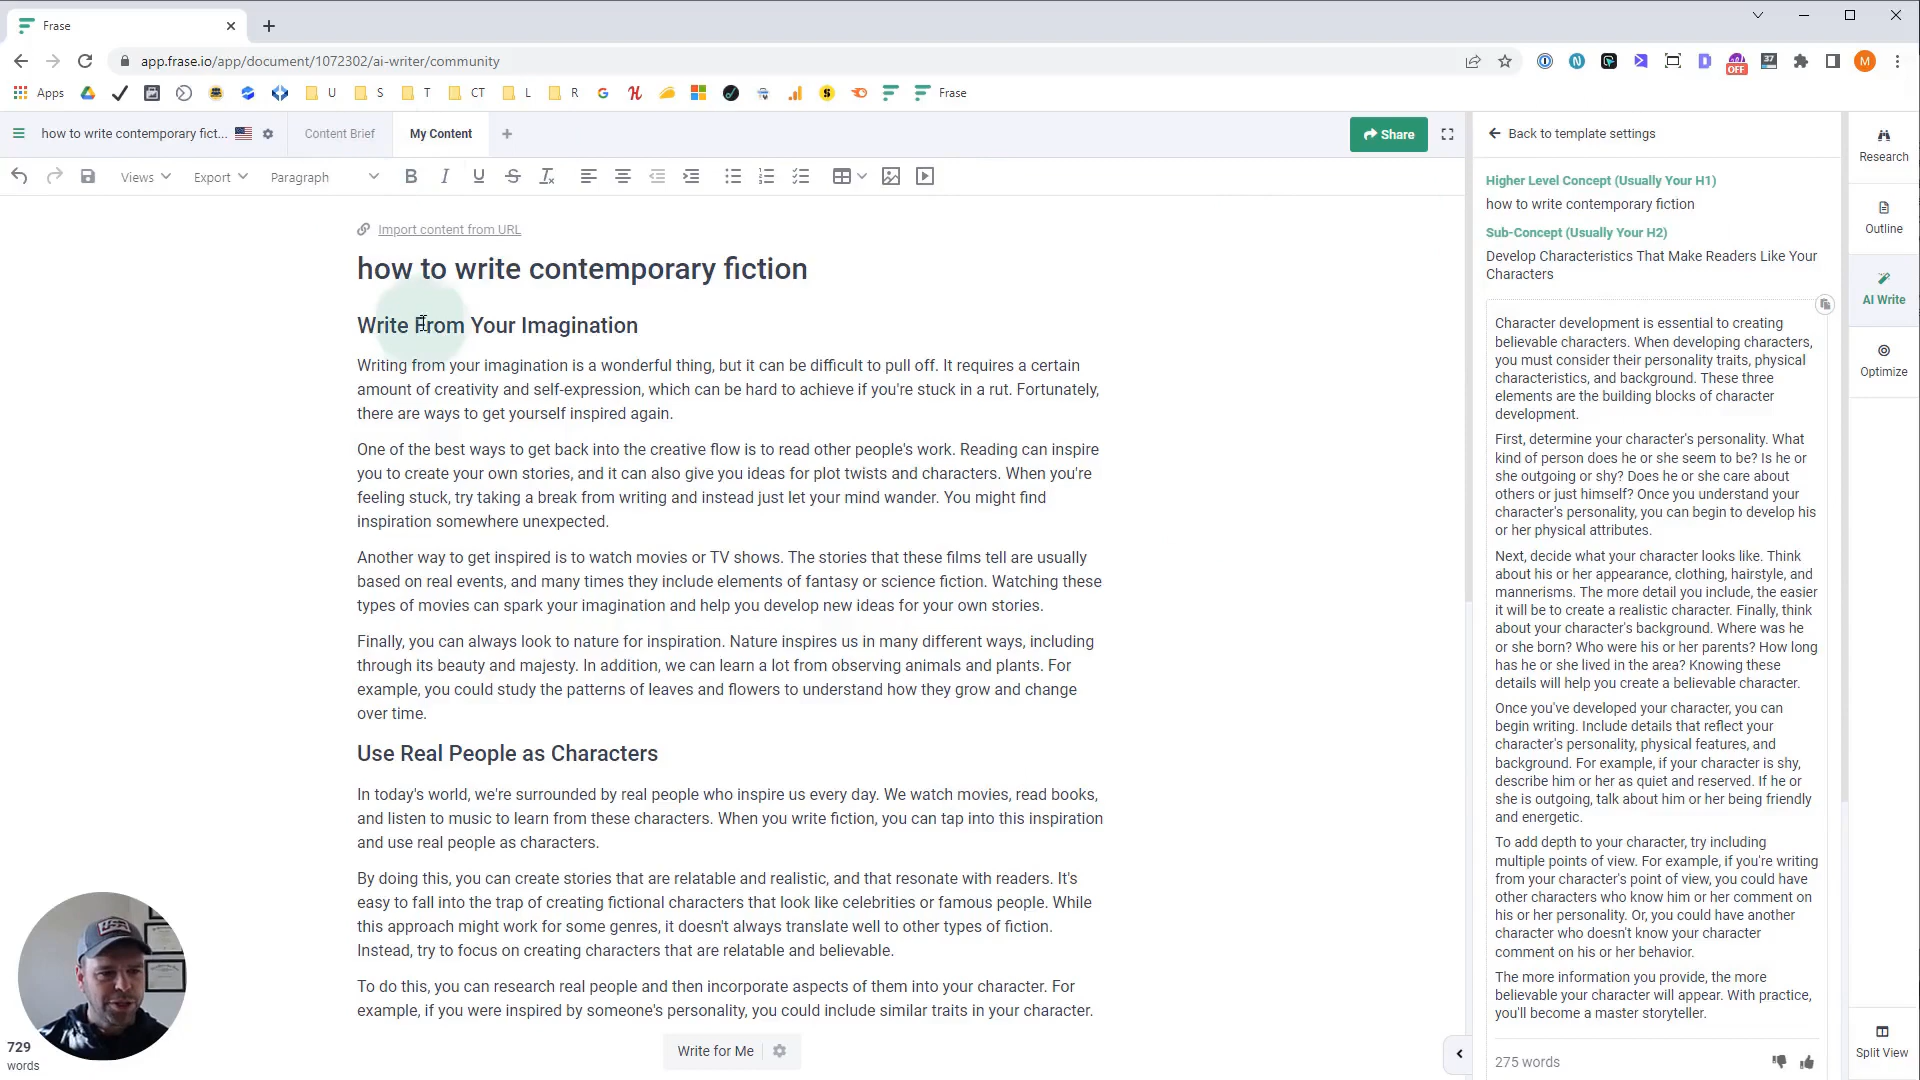 Frase
app.frase.io/app/document/1072302/ai-writer/community
OFF
37
M
Apps
U
S
T
CT
L
R
Frase
how to write contemporary fict...
Content Brief
My Content
Share
Back to template settings
Research
Views
Export
Paragraph
Import content from URL
how to write contemporary fiction
Write From Your Imagination
Writing from your imagination is a wonderful thing, but it can be difficult to pull off. It requires a certain
amount of creativity and self-expression, which can be hard to achieve if you're stuck in a rut. Fortunately,
there are ways to get yourself inspired again.
One of the best ways to get back into the creative flow is to read other people's work. Reading can inspire
you to create your own stories, and it can also give you ideas for plot twists and characters. When you're
feeling stuck, try taking a break from writing and instead just let your mind wander. You might find
inspiration somewhere unexpected.
Another way to get inspired is to watch movies or TV shows. The stories that these films tell are usually
based on real events, and many times they include elements of fantasy or science fiction. Watching these
types of movies can spark your imagination and help you develop new ideas for your own stories.
Finally, you can always look to nature for inspiration. Nature inspires us in many different ways, including
through its beauty and majesty. In addition, we can learn a lot from observing animals and plants. For
example, you could study the patterns of leaves and flowers to understand how they grow and change
over time.
Use Real People as Characters
In today's world, we're surrounded by real people who inspire us every day. We watch movies, read books,
and listen to music to learn from these characters. When you write fiction, you can tap into this inspiration
and use real people as characters.
By doing this, you can create stories that are relatable and realistic, and that resonate with readers. It's
easy to fall into the trap of creating fictional characters that look like celebrities or famous people. While
this approach might work for some genres, it doesn't always translate well to other types of fiction.
Instead, try to focus on creating characters that are relatable and believable.
To do this, you can research real people and then incorporate aspects of them into your character. For
example, if you were inspired by someone's personality, you could include similar traits in your character.
Write for Me
729
words
Higher Level Concept (Usually Your H1)
how to write contemporary fiction
Sub-Concept (Usually Your H2)
Develop Characteristics That Make Readers Like Your
Characters
Character development is essential to creating
believable characters. When developing characters,
you must consider their personality traits, physical
characteristics, and background. These three
elements are the building blocks of character
development.
First, determine your character's personality. What
kind of person does he or she seem to be? Is he or
she outgoing or shy? Does he or she care about
others or just himself? Once you understand your
character's personality, you can begin to develop his
or her physical attributes.
Next, decide what your character looks like. Think
about his or her appearance, clothing, hairstyle, and
mannerisms. The more detail you include, the easier
it will be to create a realistic character. Finally, think
about your character's background. Where was he
or she born? Who were his or her parents? How long
has he or she lived in the area? Knowing these
details will help you create a believable character.
Once you've developed your character, you can
begin writing. Include details that reflect your
character's personality, physical features, and
background. For example, if your character is shy,
describe him or her as quiet and reserved. If he or
she is outgoing, talk about him or her being friendly
and energetic.
To add depth to your character, try including
multiple points of view. For example, if you're writing
from your character's point of view, you could have
other characters who know him or her comment on
his or her personality. Or, you could have another
character who doesn't know your character
comment on his or her behavior.
The more information you provide, the more
believable your character will appear. With practice,
you'll become a master storyteller.
275 words
Outline
AI Write
Optimize
Split View